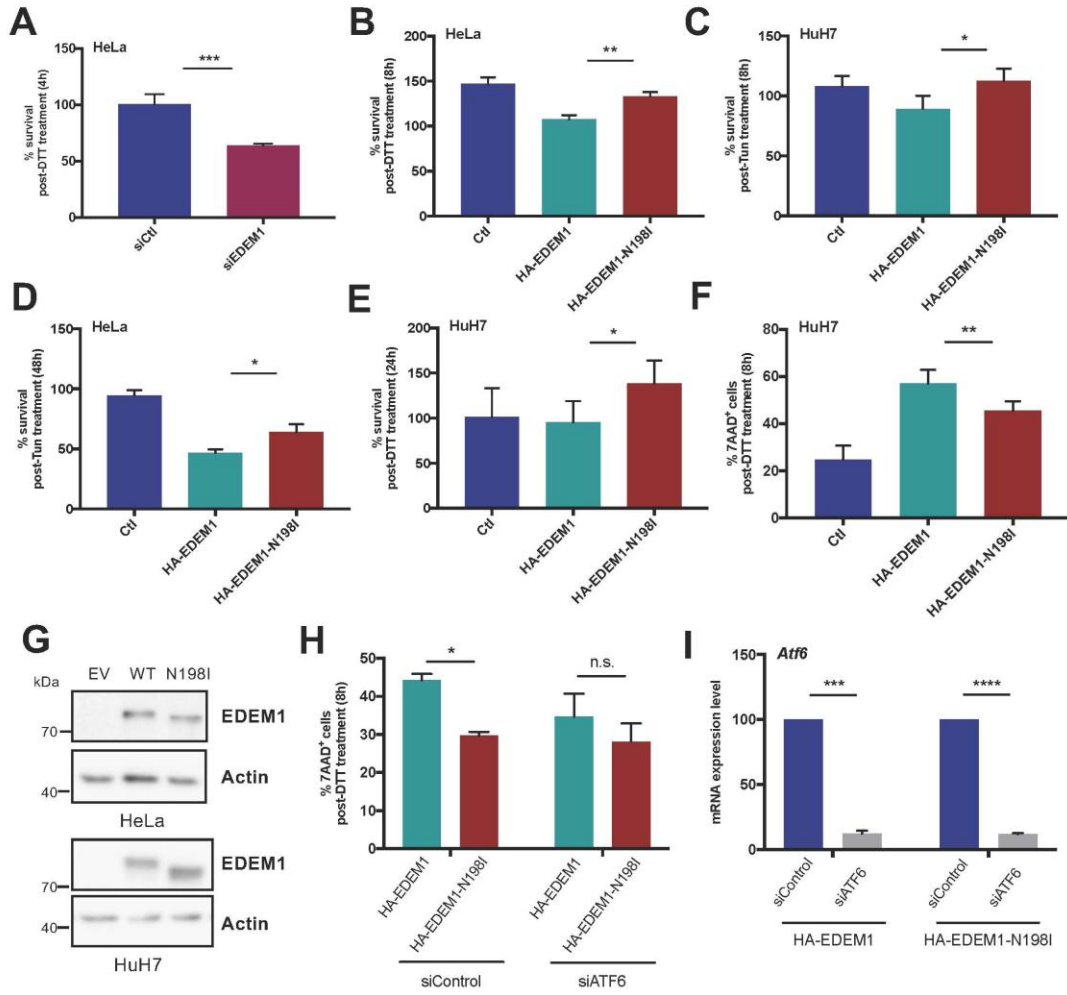 A
HeLa
% survival
post-DTT treatment (4h)
150
100
50
0
***
siCtl
siEDEM1
B
HeLa
% survival
post-DTT treatment (8h)
200
150
100
50
0
**
Ctl
HA-EDEM1
HA-EDEM1-N198I
C
HuH7
% survival
post-Tun treatment (8h)
150
100
50
0
*
Ctl
HA-EDEM1
HA-EDEM1-N198I
D
HeLa
% survival
post-Tun treatment (48h)
150
100
50
0
*
Ctl
HA-EDEM1
HA-EDEM1-N198I
E
HuH7
% survival
post-DTT treatment (24h)
200
150
100
50
0
*
Ctl
HA-EDEM1
HA-EDEM1-N198I
F
HuH7
% 7AAD+ cells
post-DTT treatment (8h)
80
60
40
20
0
**
Ctl
HA-EDEM1
HA-EDEM1-N198I
G
EV WT N198I
kDa
70
EDEM1
40
Actin
HeLa
70
EDEM1
40
Actin
HuH7
H
% 7AAD+ cells
post-DTT treatment (8h)
50
40
30
20
10
0
*
n.s.
HA-EDEM1
HA-EDEM1-N198I
HA-EDEM1
HA-EDEM1-N198I
siControl
siATF6
I
Atf6
mRNA expression level
150
100
50
0
***
****
siControl
siATF6
siControl
siATF6
HA-EDEM1
HA-EDEM1-N198I